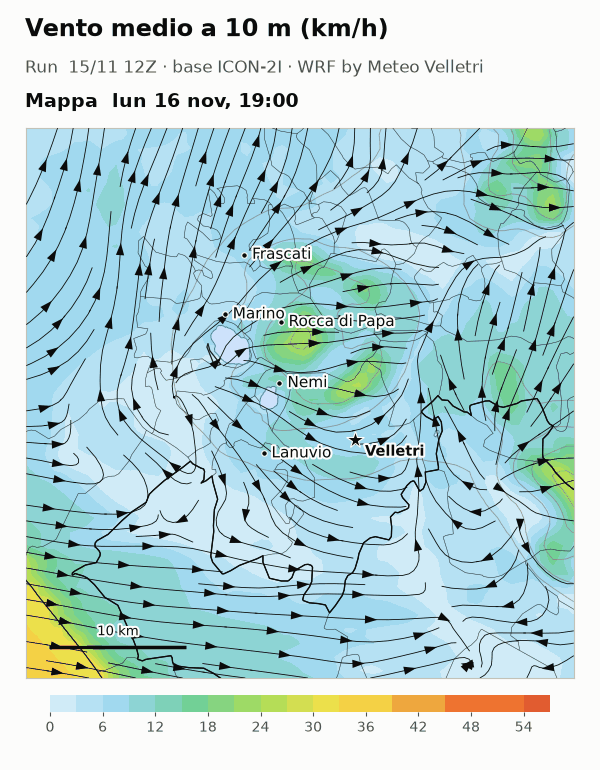 Vento medio a 10 m (km/h)
Run  15/11 12Z · base ICON-2I · WRF by Meteo Velletri
Mappa  lun 16 nov, 19:00
Frascati
Marino
Rocca di Papa
Nemi
Velletri
Lanuvio
10 km
0 6 12 18 24 30 36 42 48 54